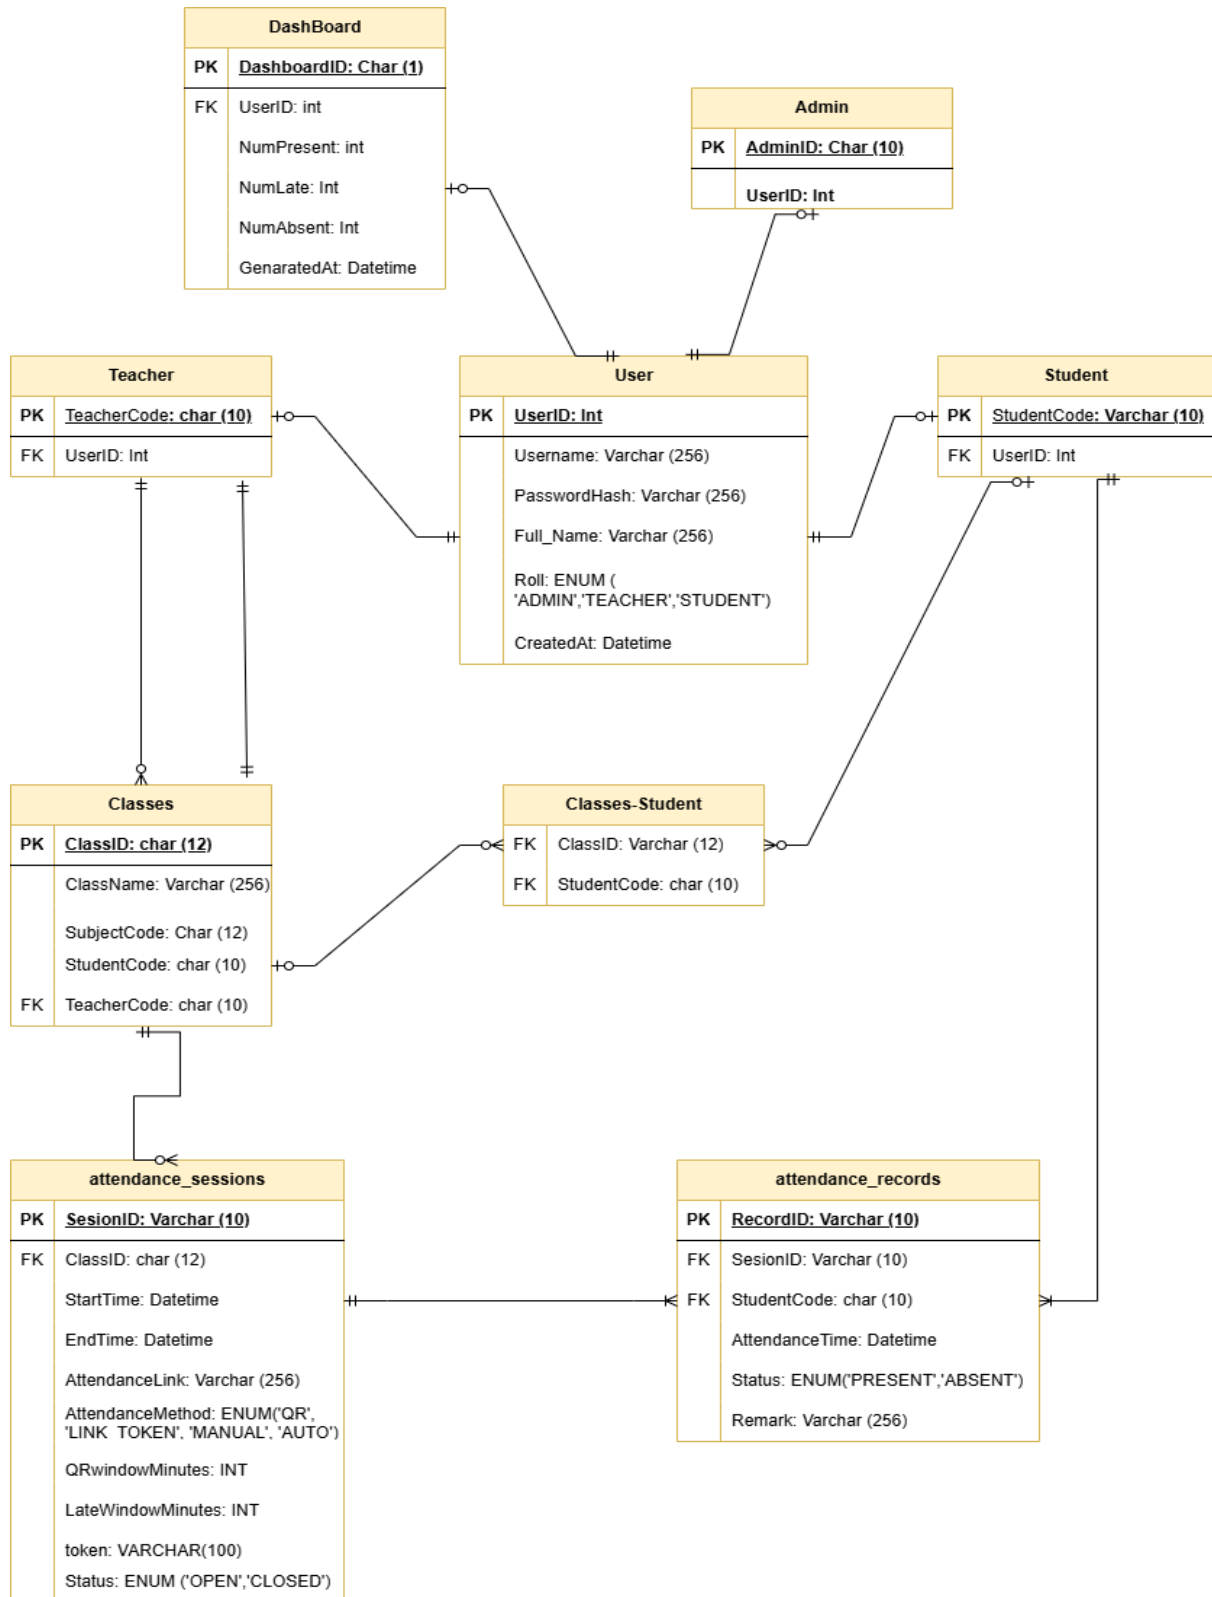 DashBoard
PK DashboardID: Char (1)
FK UserID: int
NumPresent: int
NumLate: Int
NumAbsent: Int
GenaratedAt: Datetime
Admin
PK AdminID: Char (10)
UserID: Int
Teacher
PK TeacherCode: char (10)
FK UserID: Int
User
PK UserID: Int
Username: Varchar (256)
PasswordHash: Varchar (256)
Full_Name: Varchar (256)
Roll: ENUM (
'ADMIN','TEACHER','STUDENT')
CreatedAt: Datetime
Student
PK StudentCode: Varchar (10)
FK UserID: Int
Classes
PK ClassID: char (12)
ClassName: Varchar (256)
SubjectCode: Char (12)
StudentCode: char (10)
FK TeacherCode: char (10)
Classes-Student
FK ClassID: Varchar (12)
FK StudentCode: char (10)
attendance_sessions
PK SesionID: Varchar (10)
FK ClassID: char (12)
StartTime: Datetime
EndTime: Datetime
AttendanceLink: Varchar (256)
AttendanceMethod: ENUM('QR',
'LINK_TOKEN', 'MANUAL', 'AUTO')
QRwindowMinutes: INT
LateWindowMinutes: INT
token: VARCHAR(100)
Status: ENUM ('OPEN','CLOSED')
attendance_records
PK RecordID: Varchar (10)
FK SesionID: Varchar (10)
FK StudentCode: char (10)
AttendanceTime: Datetime
Status: ENUM('PRESENT','ABSENT')
Remark: Varchar (256)